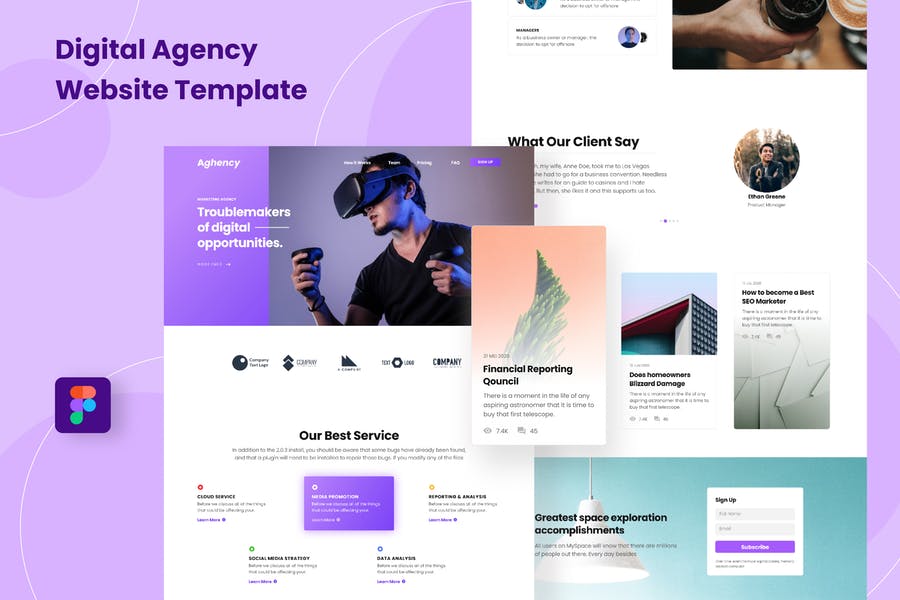 Digital Agency
Website Template
decision to opt for offshore
MANAGERS
As a business owner or manager, the
decision to opt for offshore
What Our Client Say
my wife, Anne Doe, took me to Las Vegas
she had to go for a business convention. Needless
writes for an guide to casinos and I hate
But then, she likes it and this supports us too.
Ethan Greene
Product Manager
Aghency
How it Works
Team
Pricing
FAQ
SIGN UP
MARKETING AGENCY
Troublemakers
of digital
opportunities.
MORE INFO
Company
Text Logo
COMPANY
A COMPANY
TEXT LOGO
COMPANY
Our Best Service
In addition to the 2.0.3 install, you should be aware that some bugs have already been found,
and that a plugin will need to be installed to repair those bugs. If you modify any of the files
CLOUD SERVICE
Before we discuss all of the things
that could be affecting your.
Learn More
MEDIA PROMOTION
Before we discuss all of the things
that could be affecting your.
Learn More
REPORTING & ANALYSIS
Before we discuss all of the things
that could be affecting your.
Learn More
SOCIAL MEDIA STRATEGY
Before we discuss all of the things
that could be affecting your
Learn More
DATA ANALYSIS
Before we discuss all of the things
that could be affecting your
Learn More
21 MEI 2020
Financial Reporting
Qouncil
There is a moment in the life of any
aspiring astronomer that it is time to
buy that first telescope.
7.4K
45
Does homeowners
Blizzard Damage
There is a moment in the life of any
aspiring astronomer that it is time to
buy that first telescope
7.4K
45
How to become a Best
SEO Marketer
There is a moment in the life of any
aspiring astronomer that it is time to
buy that first telescope.
7.4K
45
Greatest space exploration
accomplishments
All users on MySpace will know that there are millions
of people out there. Every day besides
Sign Up
Full Name
Email
Subscribe